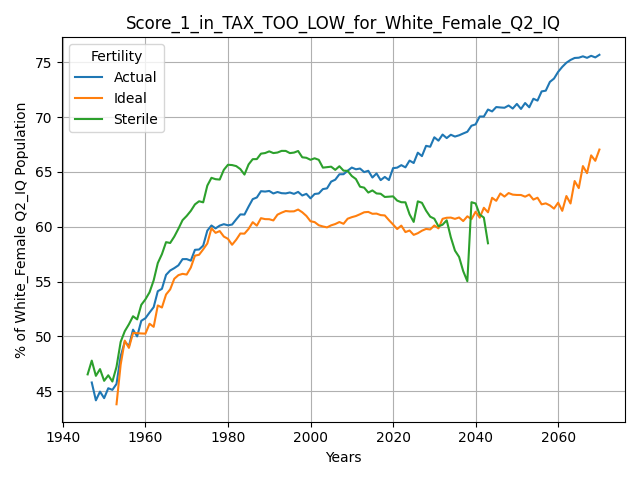 Score_1_in_TAX_TOO_LOW_for_White_Female_Q2_IQ
Fertility
Actual
Ideal
Sterile
% of White_Female Q2_IQ Population
75
70
65
60
55
50
45
1940
1960
1980
2000
2020
2040
2060
Years